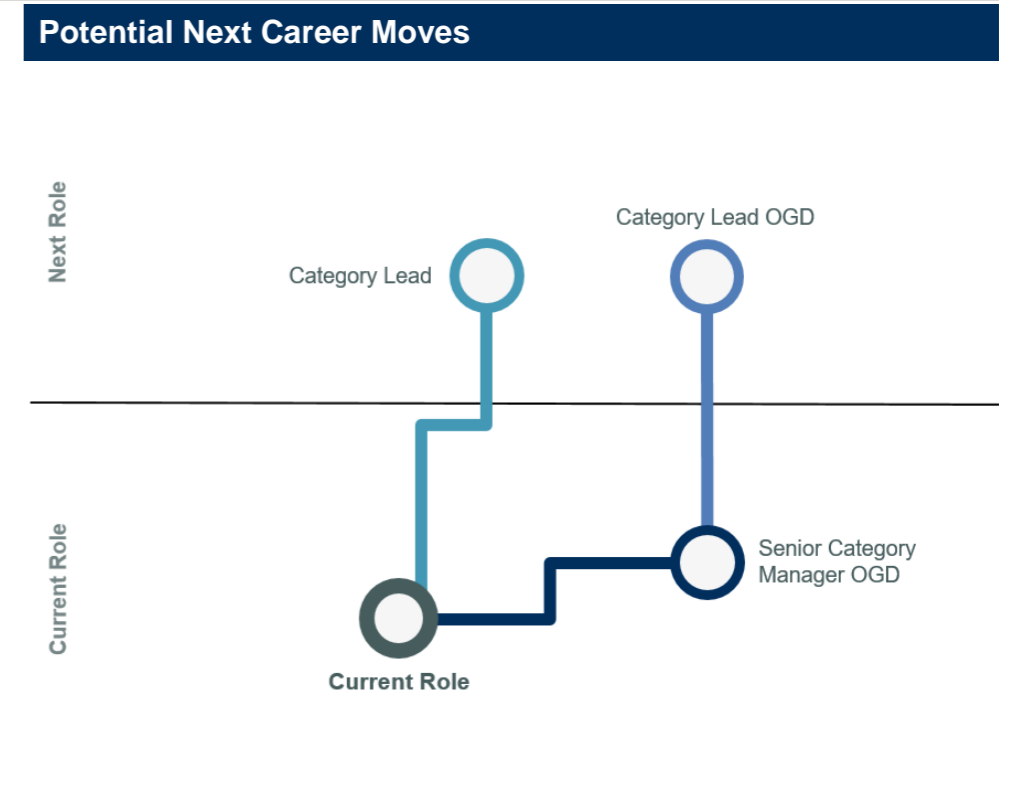 Potential Next Career Moves
Next Role
Category Lead OGD
Category Lead
Current Role
Senior Category
Manager OGD
Current Role